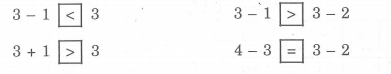 3 − 1 < 3    3 − 1 > 3 − 2
3 + 1 > 3    4 − 3 = 3 − 2